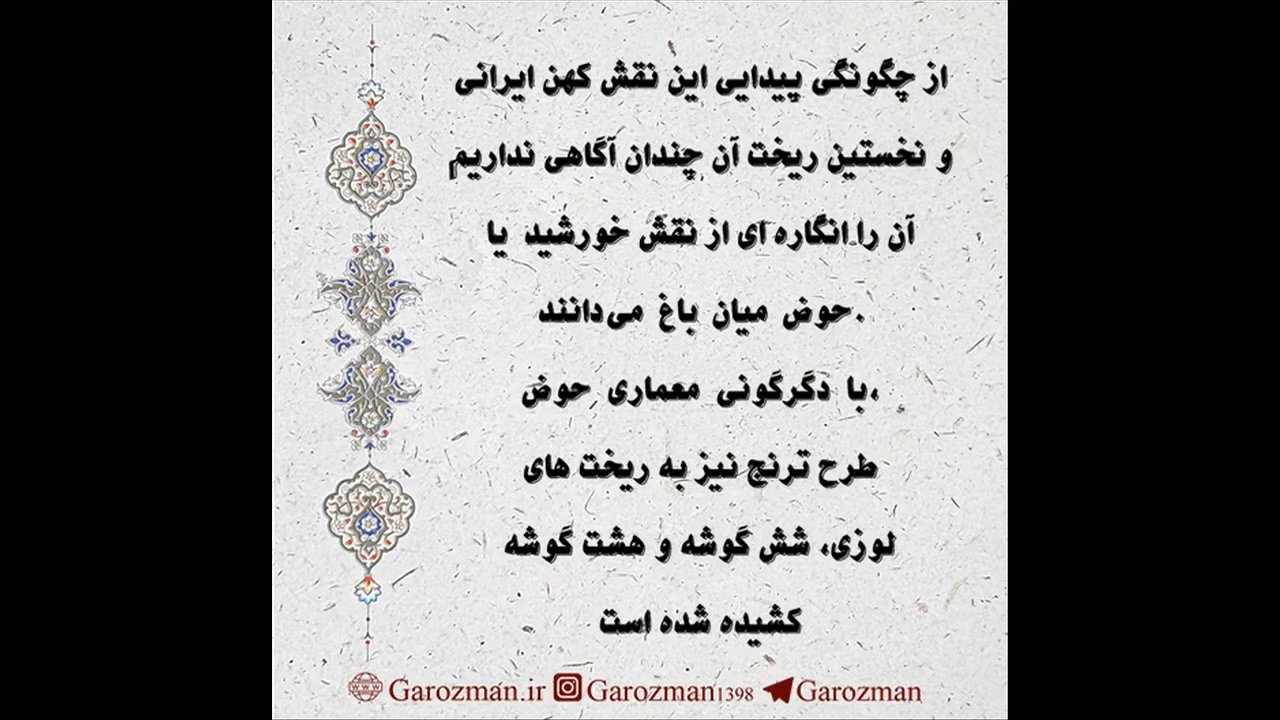 از چگونگی پیدایی این نقش کهن ایرانی
و نخستین ریخت آن چندان آگاهی نداریم
آن را انگاره ای از نقش خورشید یا
حوض میان باغ می‌دانند.
با دگرگونی معماری حوض،
طرح ترنج نیز به ریخت های
لوزی، شش گوشه و هشت گوشه
کشیده شده است
Garozman.ir Garozman1398 Garozman